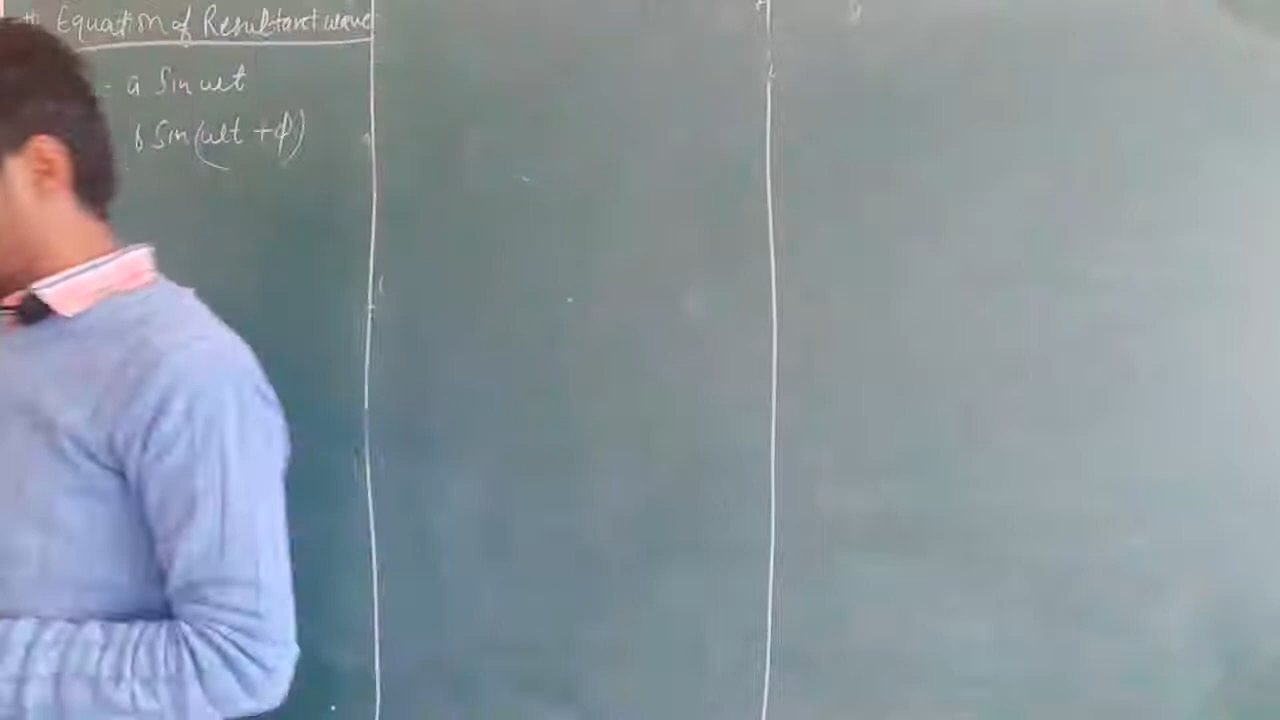 Equation of Resultant wave
= a Sin ωt
b Sin(ωt + φ)